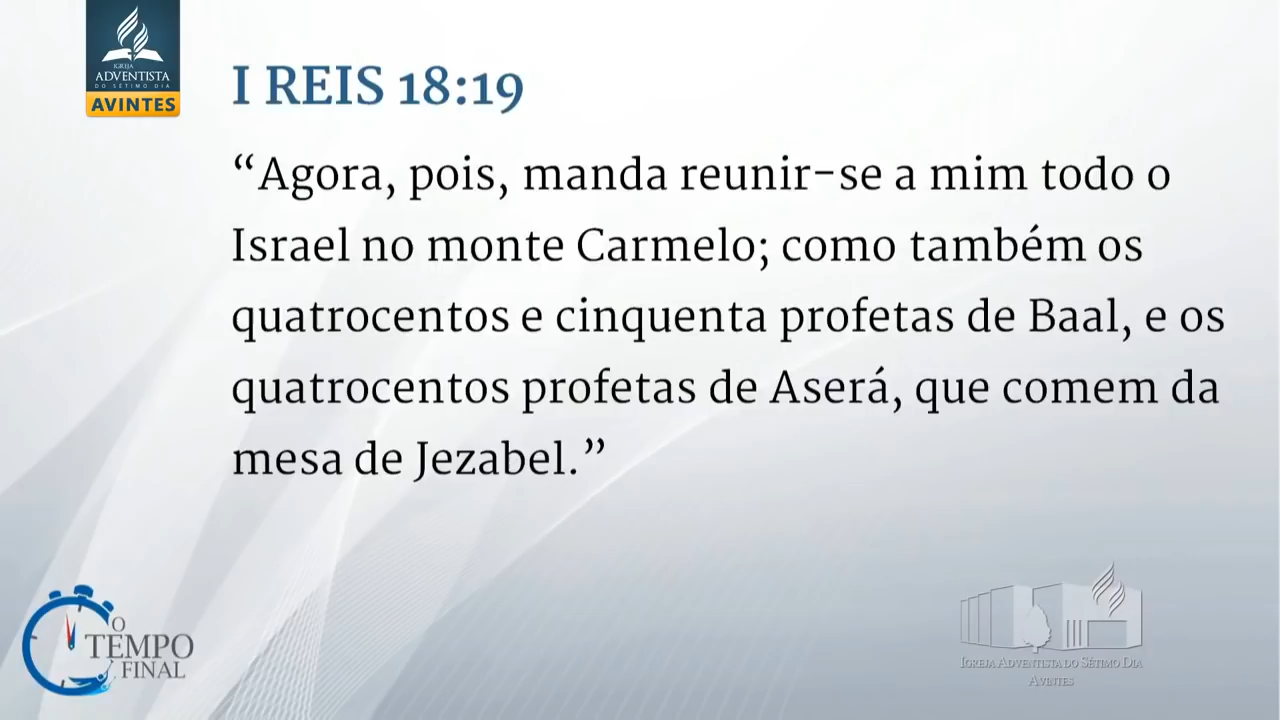 IGREJA
ADVENTISTA
DO SÉTIMO DIA
AVINTES
I REIS 18:19
“Agora, pois, manda reunir-se a mim todo o
Israel no monte Carmelo; como também os
quatrocentos e cinquenta profetas de Baal, e os
quatrocentos profetas de Aserá, que comem da
mesa de Jezabel.”
O
TEMPO
FINAL
IGREJA ADVENTISTA DO SÉTIMO DIA
AVINTES